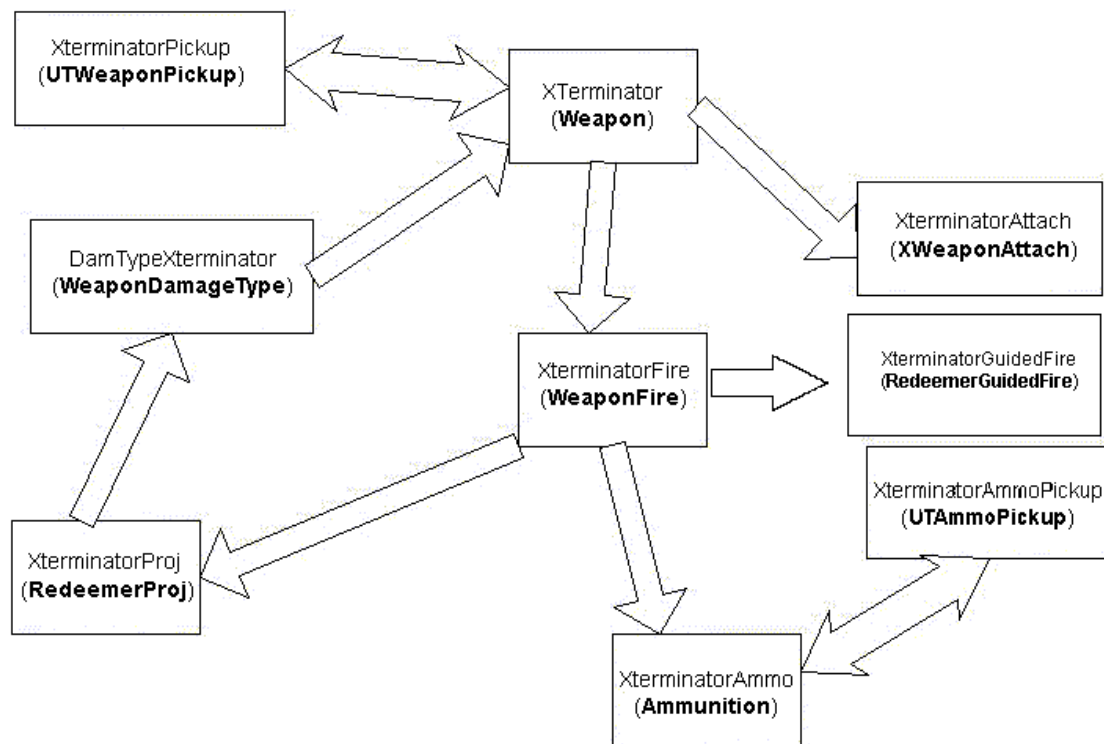 XterminatorPickup
(UTWeaponPickup)
XTerminator
(Weapon)
XterminatorAttach
(XWeaponAttach)
DamTypeXterminator
(WeaponDamageType)
XterminatorFire
(WeaponFire)
XterminatorGuidedFire
(RedeemerGuidedFire)
XterminatorAmmoPickup
(UTAmmoPickup)
XterminatorProj
(RedeemerProj)
XterminatorAmmo
(Ammunition)